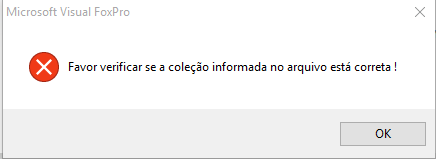 Microsoft Visual FoxPro
Favor verificar se a coleção informada no arquivo está correta !
OK